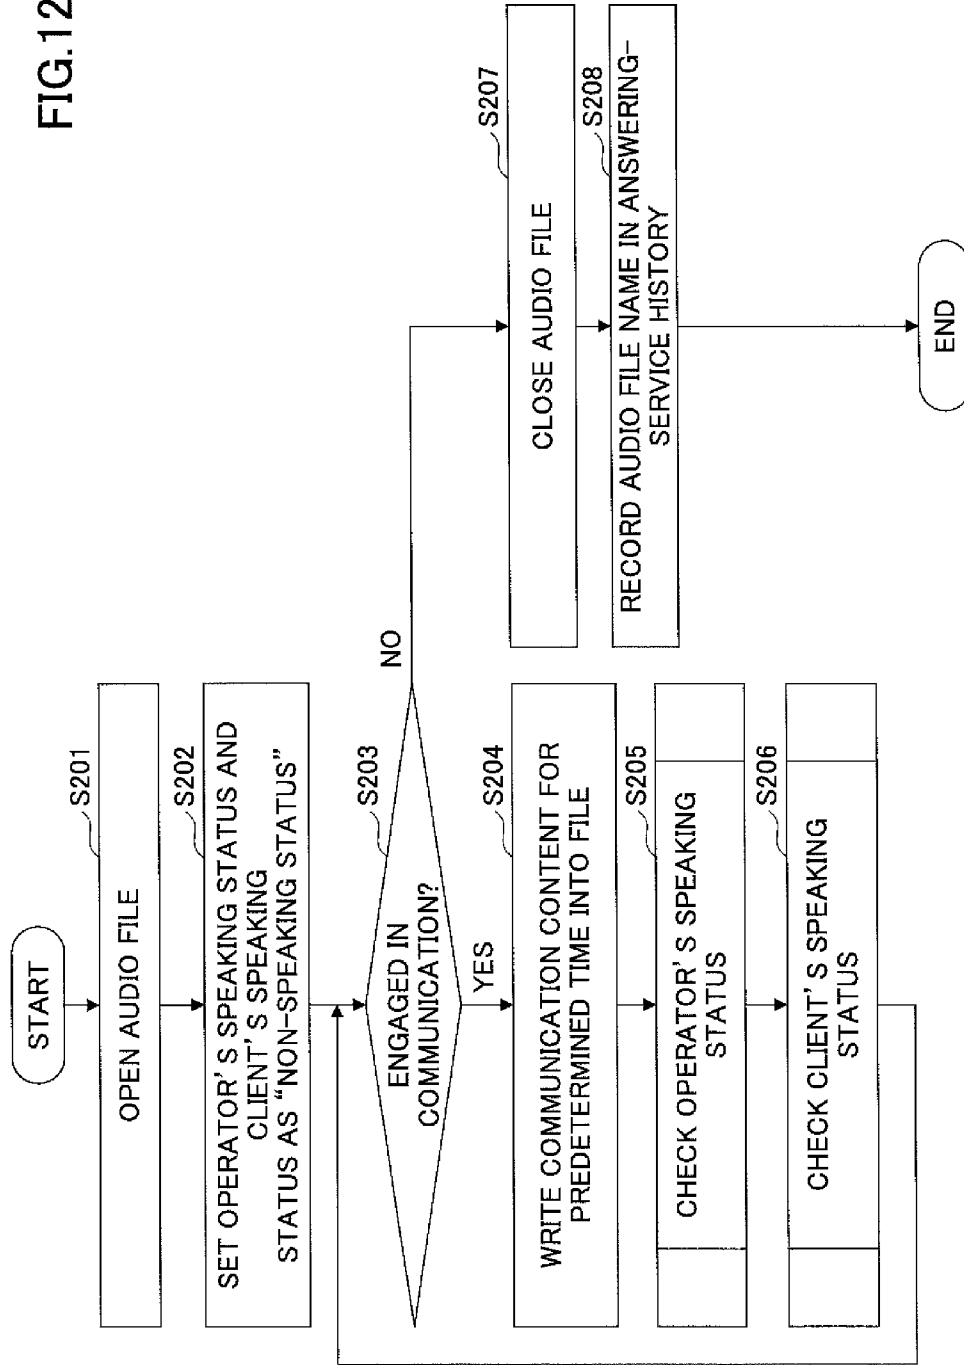 FIG.12
START
S201
OPEN AUDIO FILE
S202
SET OPERATOR'S SPEAKING STATUS AND
CLIENT'S SPEAKING
STATUS AS "NON-SPEAKING STATUS"
S203
ENGAGED IN
COMMUNICATION?
NO
YES
S204
WRITE COMMUNICATION CONTENT FOR
PREDETERMINED TIME INTO FILE
S205
CHECK OPERATOR'S SPEAKING
STATUS
S206
CHECK CLIENT'S SPEAKING
STATUS
S207
CLOSE AUDIO FILE
S208
RECORD AUDIO FILE NAME IN ANSWERING-
SERVICE HISTORY
END